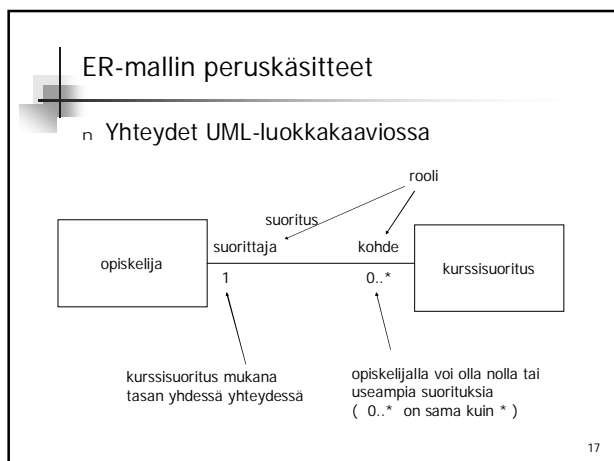 ER-mallin peruskäsitteet
n Yhteydet UML-luokkakaaviossa
rooli
suoritus
suorittaja
kohde
opiskelija
kurssisuoritus
1
0..*
kurssisuoritus mukana
tasan yhdessä yhteydessä
opiskelijalla voi olla nolla tai
useampia suorituksia
( 0..* on sama kuin * )
17